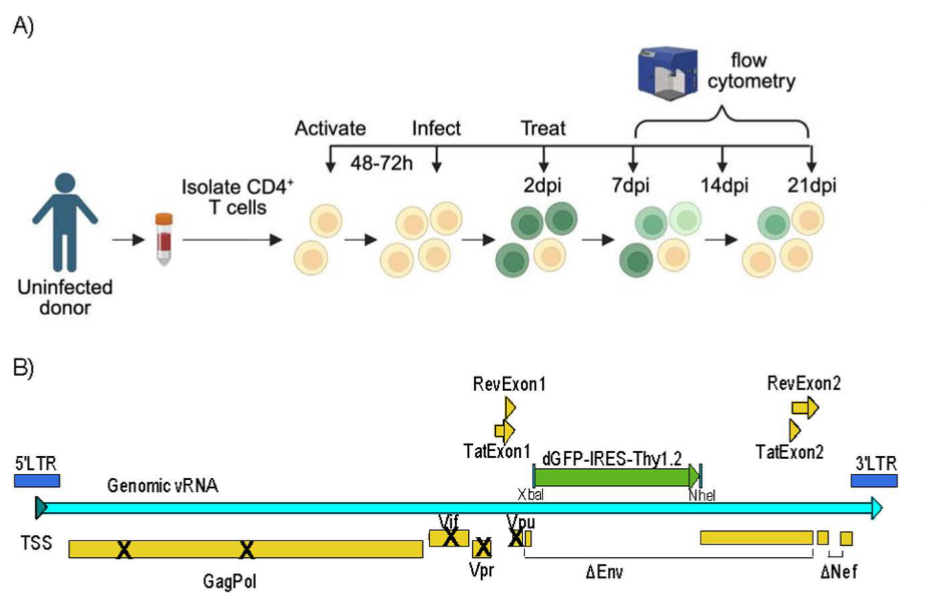 A)
flow
cytometry
Activate
Infect
Treat
48-72h
2dpi
7dpi
14dpi
21dpi
Isolate CD4⁺
T cells
Uninfected
donor
B)
RevExon1
RevExon2
TatExon1
TatExon2
5'LTR
dGFP-IRES-Thy1.2
3'LTR
Genomic vRNA
XbaI
NheI
TSS
Vif
Vpu
X
X
X
X
X
Vpr
GagPol
ΔEnv
ΔNef